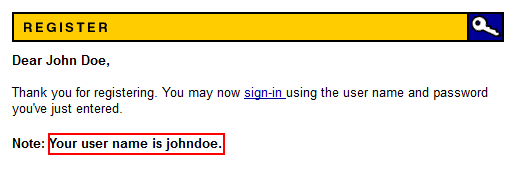 REGISTER
Dear John Doe,
Thank you for registering. You may now sign-in using the user name and password
you've just entered.
Note: Your user name is johndoe.